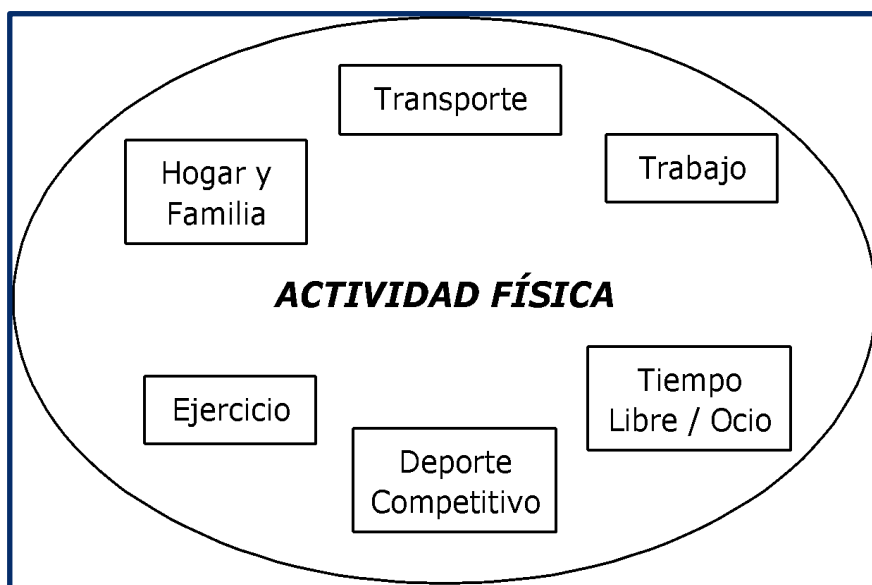 Transporte
Hogar y
Familia
Trabajo
ACTIVIDAD FÍSICA
Ejercicio
Tiempo
Libre / Ocio
Deporte
Competitivo